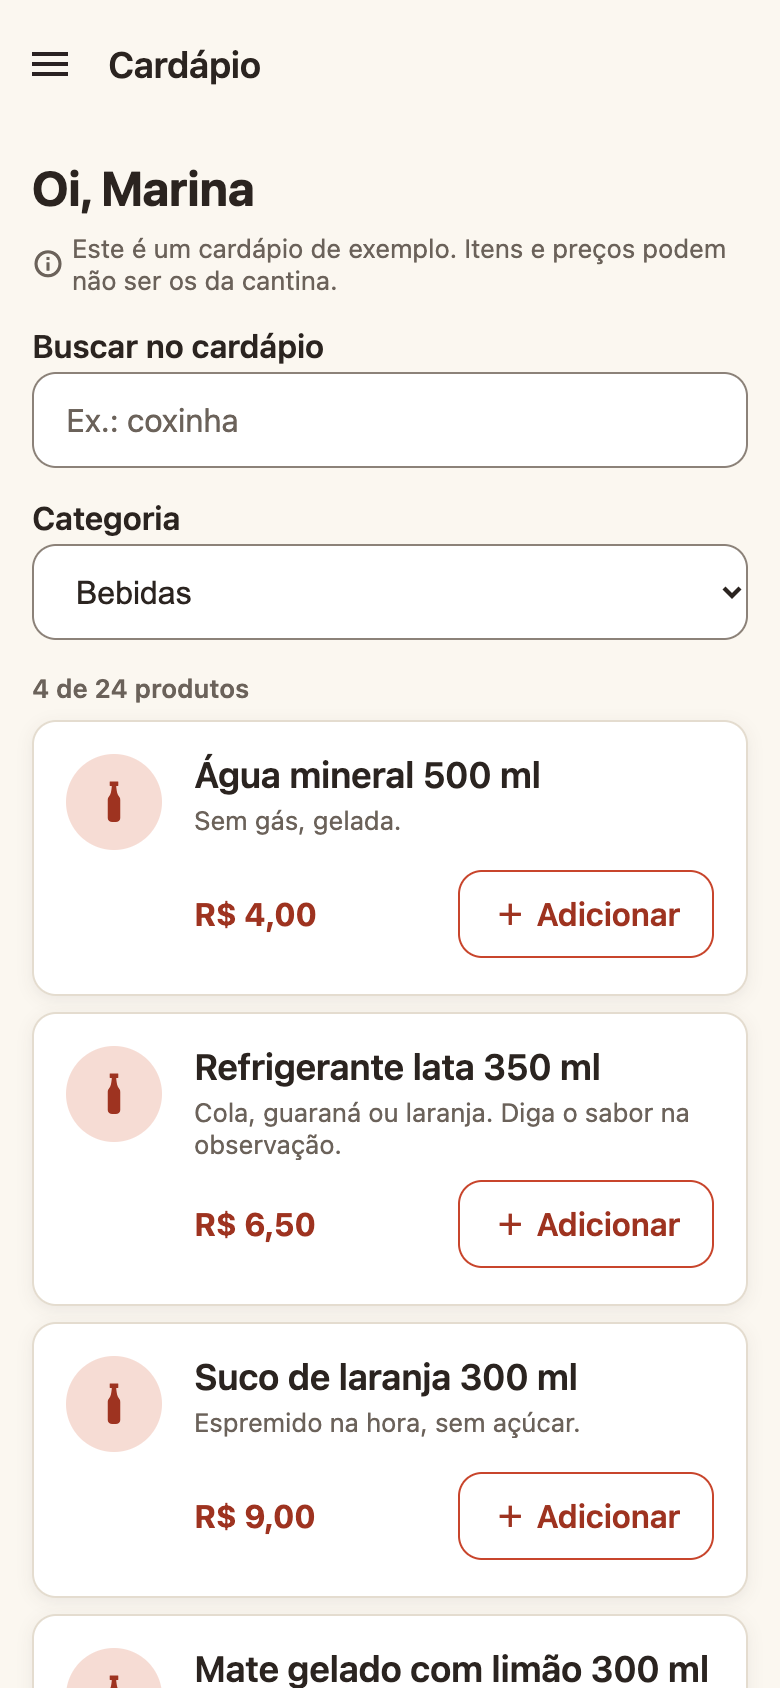 Cardápio
Oi, Marina
Este é um cardápio de exemplo. Itens e preços podem
não ser os da cantina.
Buscar no cardápio
Ex.: coxinha
Categoria
Bebidas
4 de 24 produtos
Água mineral 500 ml
Sem gás, gelada.
R$ 4,00
+ Adicionar
Refrigerante lata 350 ml
Cola, guaraná ou laranja. Diga o sabor na
observação.
R$ 6,50
+ Adicionar
Suco de laranja 300 ml
Espremido na hora, sem açúcar.
R$ 9,00
+ Adicionar
Mate gelado com limão 300 ml